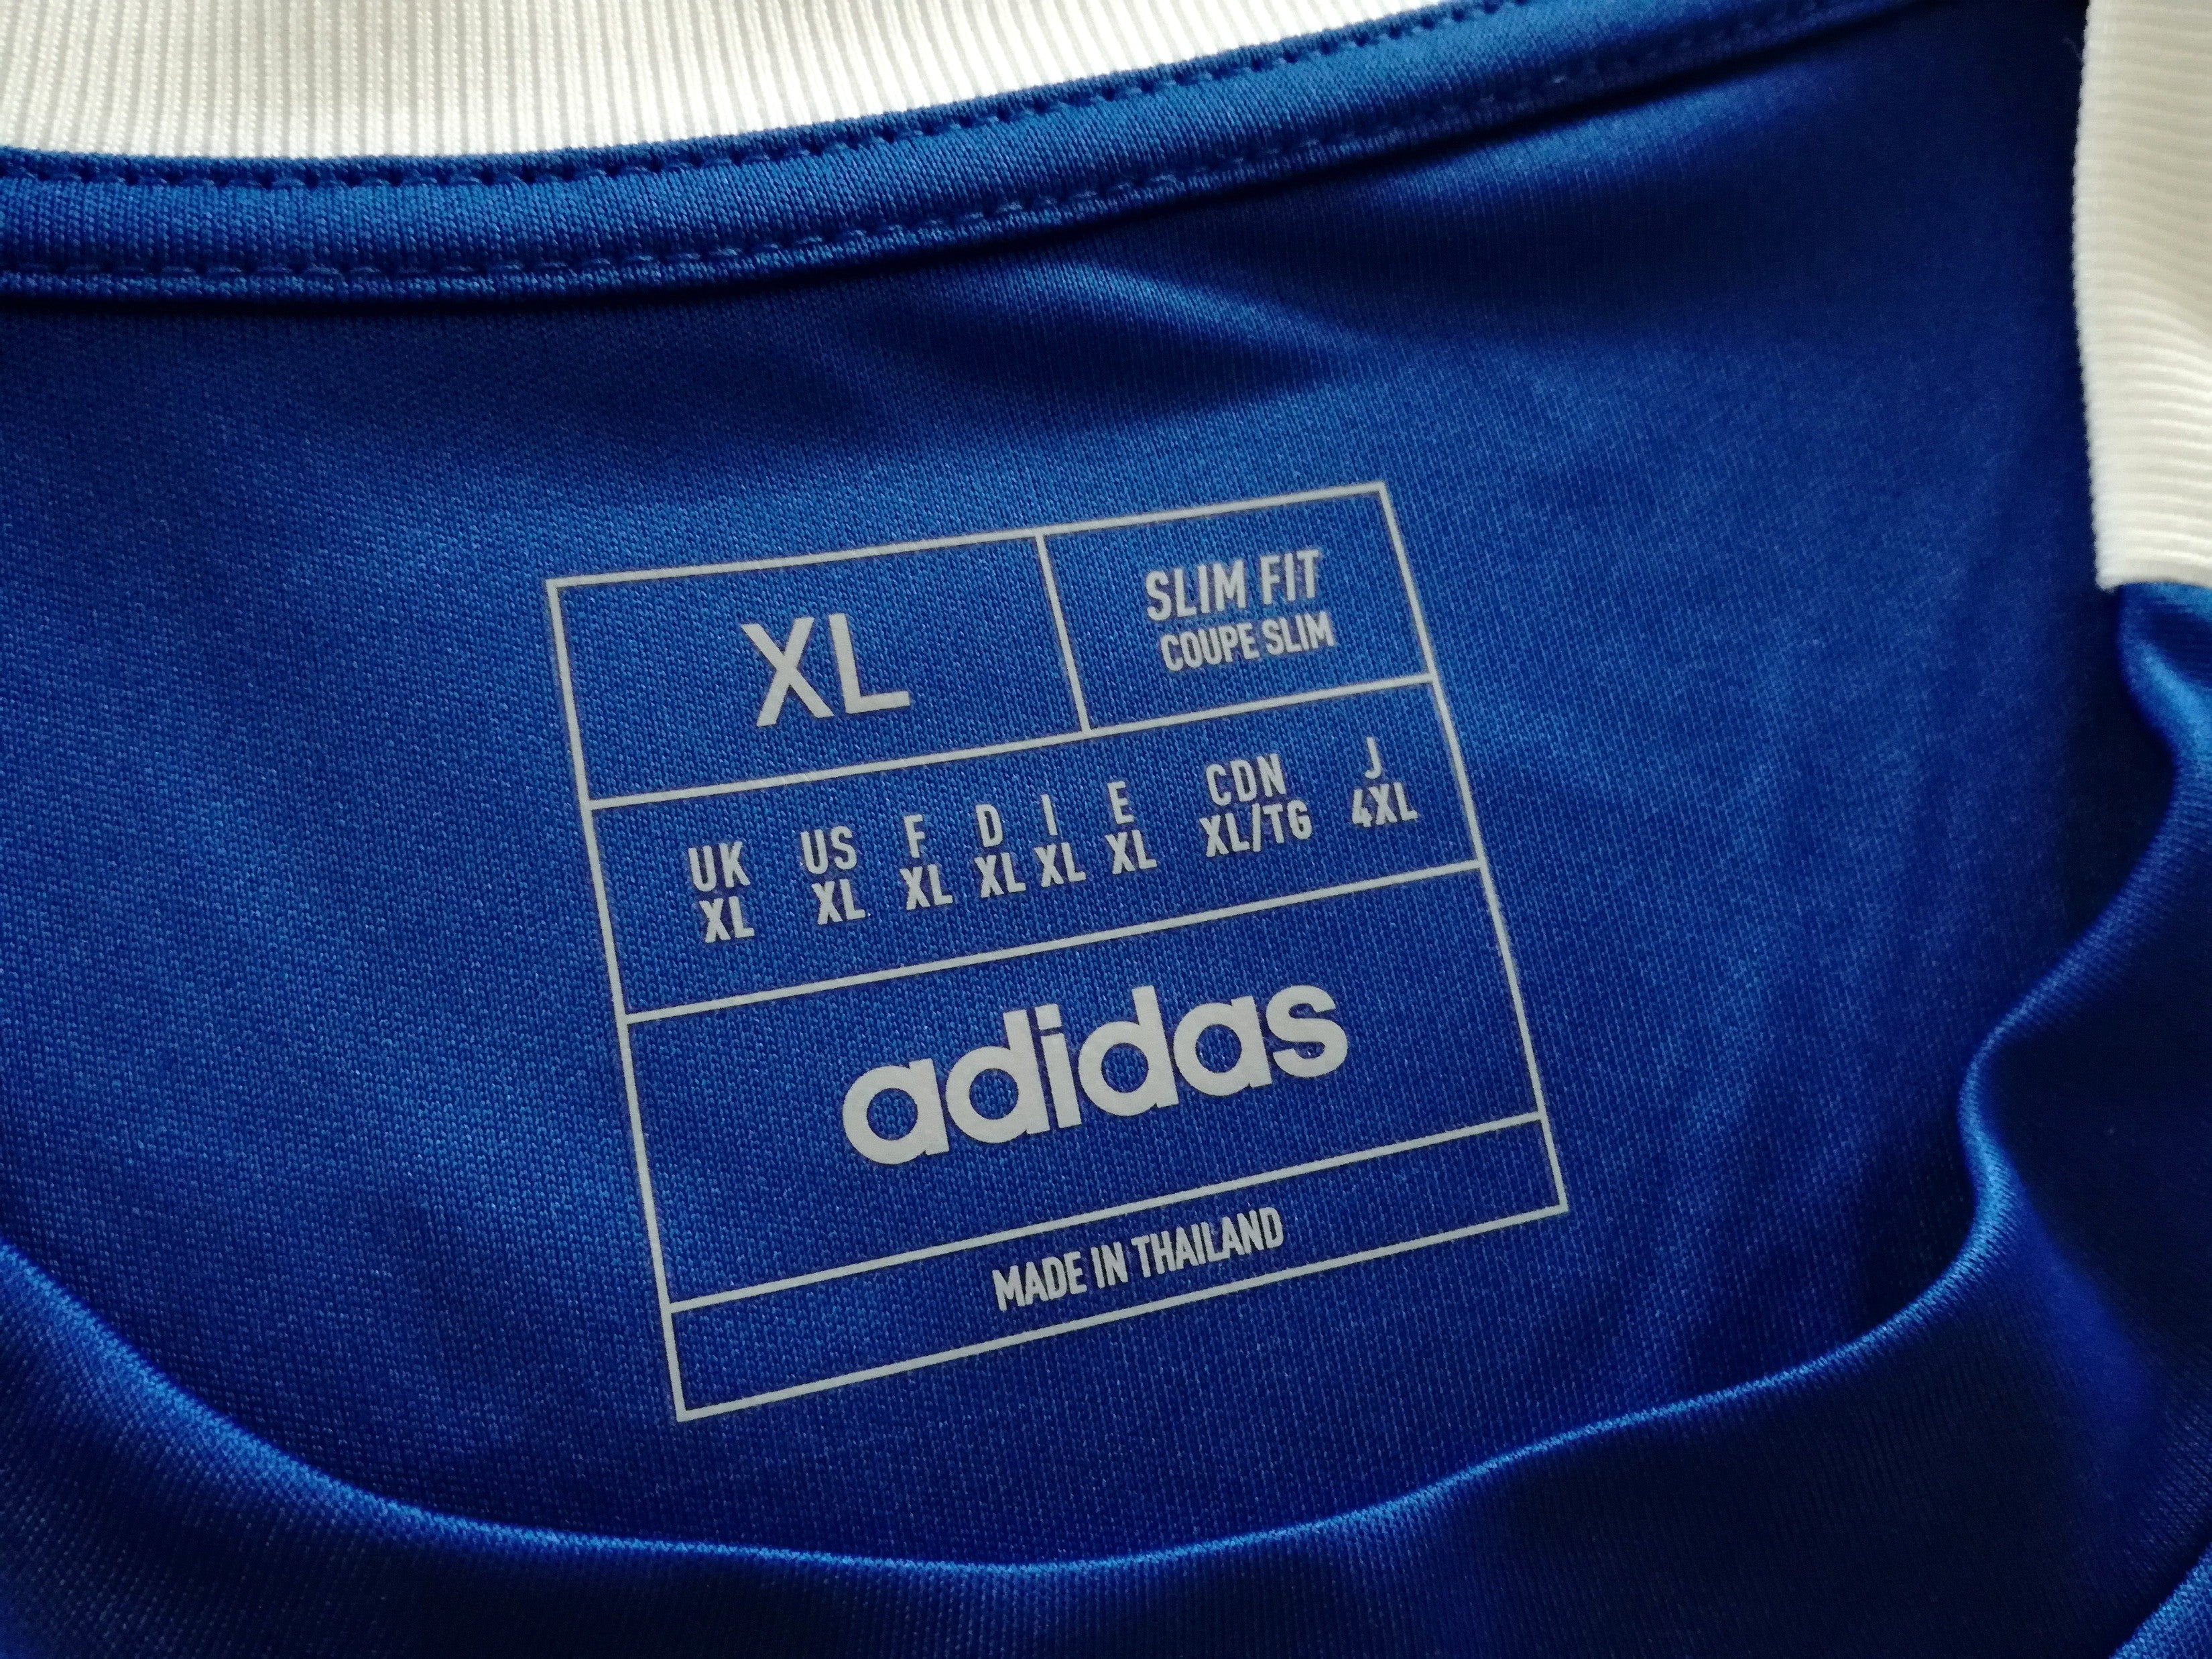 XL
SLIM FIT
COUPE SLIM
UK US F D I E CDN J
XL XL XL XL XL XL XL/TG 4XL
adidas
MADE IN THAILAND